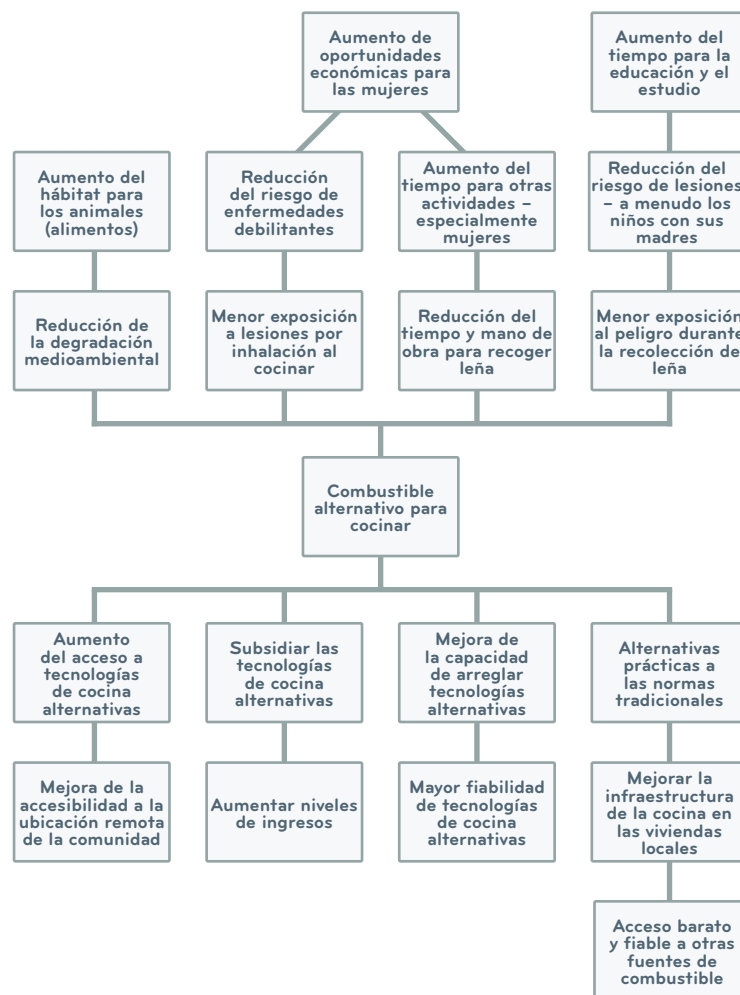 Aumento de
oportunidades
económicas para
las mujeres
Aumento del
tiempo para la
educación y el
estudio
Aumento del
hábitat para
los animales
(alimentos)
Reducción
del riesgo de
enfermedades
debilitantes
Aumento del
tiempo para otras
actividades –
especialmente
mujeres
Reducción del
riesgo de lesiones
– a menudo los
niños con sus
madres
Reducción de
la degradación
medioambiental
Menor exposición
a lesiones por
inhalación al
cocinar
Reducción del
tiempo y mano de
obra para recoger
leña
Menor exposición
al peligro durante
la recolección de
leña
Combustible
alternativo para
cocinar
Aumento
del acceso a
tecnologías
de cocina
alternativas
Subsidiar las
tecnologías
de cocina
alternativas
Mejora de
la capacidad
de arreglar
tecnologías
alternativas
Alternativas
prácticas a
las normas
tradicionales
Mejora de la
accesibilidad a la
ubicación remota
de la comunidad
Aumentar niveles
de ingresos
Mayor fiabilidad
de tecnologías
de cocina
alternativas
Mejorar la
infraestructura
de la cocina en
las viviendas
locales
Acceso barato
y fiable a otras
fuentes de
combustible